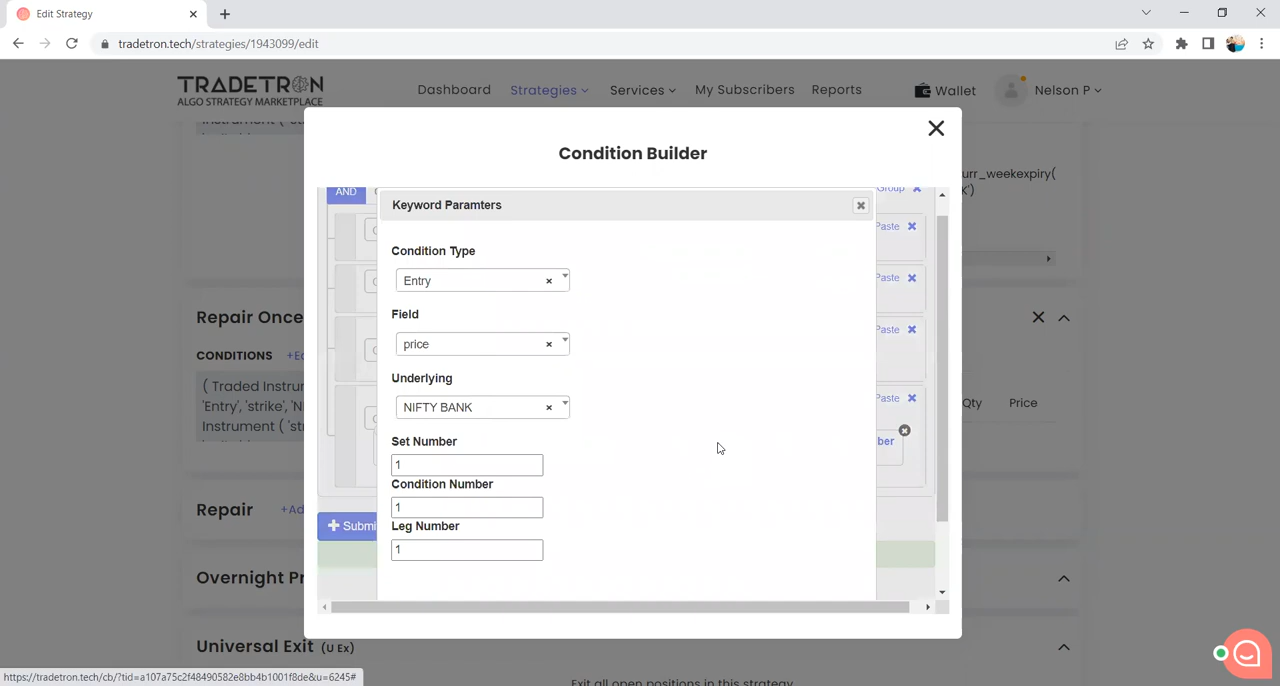 Edit Strategy
tradetron.tech/strategies/1943099/edit
TRADETRON
ALGO STRATEGY MARKETPLACE
Dashboard
Strategies
Services
My Subscribers
Reports
Wallet
Nelson P
Condition Builder
AND
Group
Keyword Paramters
Condition Type
Entry
Field
price
Underlying
NIFTY BANK
Set Number
1
Condition Number
1
Leg Number
1
Paste
Paste
Paste
Paste
ber
Submi
urr_weekexpiry(
K')
Repair Once
CONDITIONS
( Traded Instrum
'Entry', 'strike', 'N
Instrument ( 'st
Qty
Price
Repair
+Ad
Overnight Pr
Universal Exit (U Ex)
Exit all open positions in this strategy
https://tradetron.tech/cb/?tid=a107a75c2f48490582e8bb4b1001f8de&u=6245#